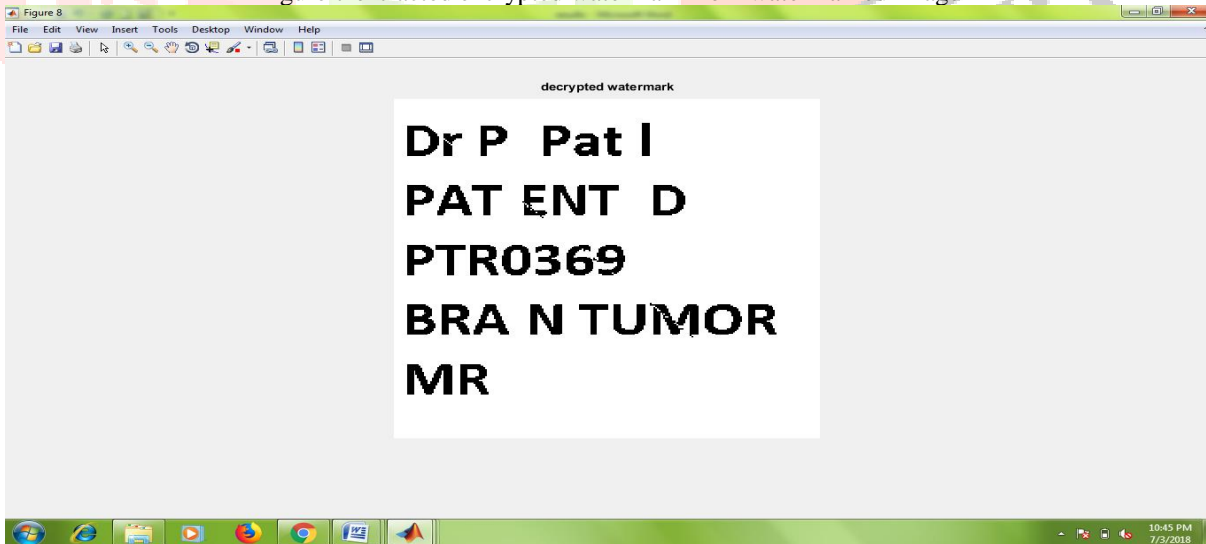 Figure 8
File Edit View Insert Tools Desktop Window Help
decrypted watermark
Dr P Pat l
PAT ENT D
PTR0369
BRA N TUMOR
MR
10:45 PM
7/3/2018